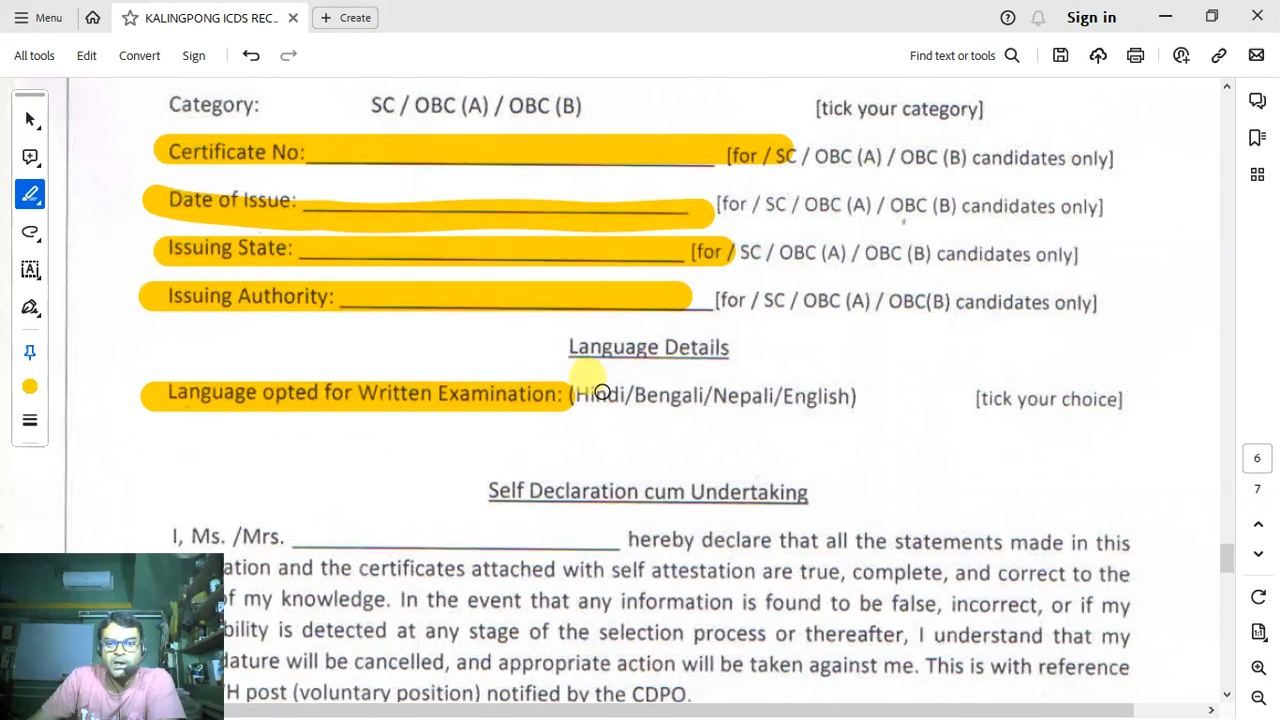 Menu
KALINGPONG ICDS REC...
Create
Sign in
All tools
Edit
Convert
Sign
Find text or tools
Category: SC / OBC (A) / OBC (B) [tick your category]
Certificate No: [for / SC / OBC (A) / OBC (B) candidates only]
Date of Issue: [for / SC / OBC (A) / OBC (B) candidates only]
Issuing State: [for / SC / OBC (A) / OBC (B) candidates only]
Issuing Authority: [for / SC / OBC (A) / OBC(B) candidates only]
Language Details
Language opted for Written Examination: (Hindi/Bengali/Nepali/English) [tick your choice]
6
7
Self Declaration cum Undertaking
I, Ms. /Mrs. hereby declare that all the statements made in this
ation and the certificates attached with self attestation are true, complete, and correct to the
of my knowledge. In the event that any information is found to be false, incorrect, or if my
bility is detected at any stage of the selection process or thereafter, I understand that my
dature will be cancelled, and appropriate action will be taken against me. This is with reference
H post (voluntary position) notified by the CDPO.